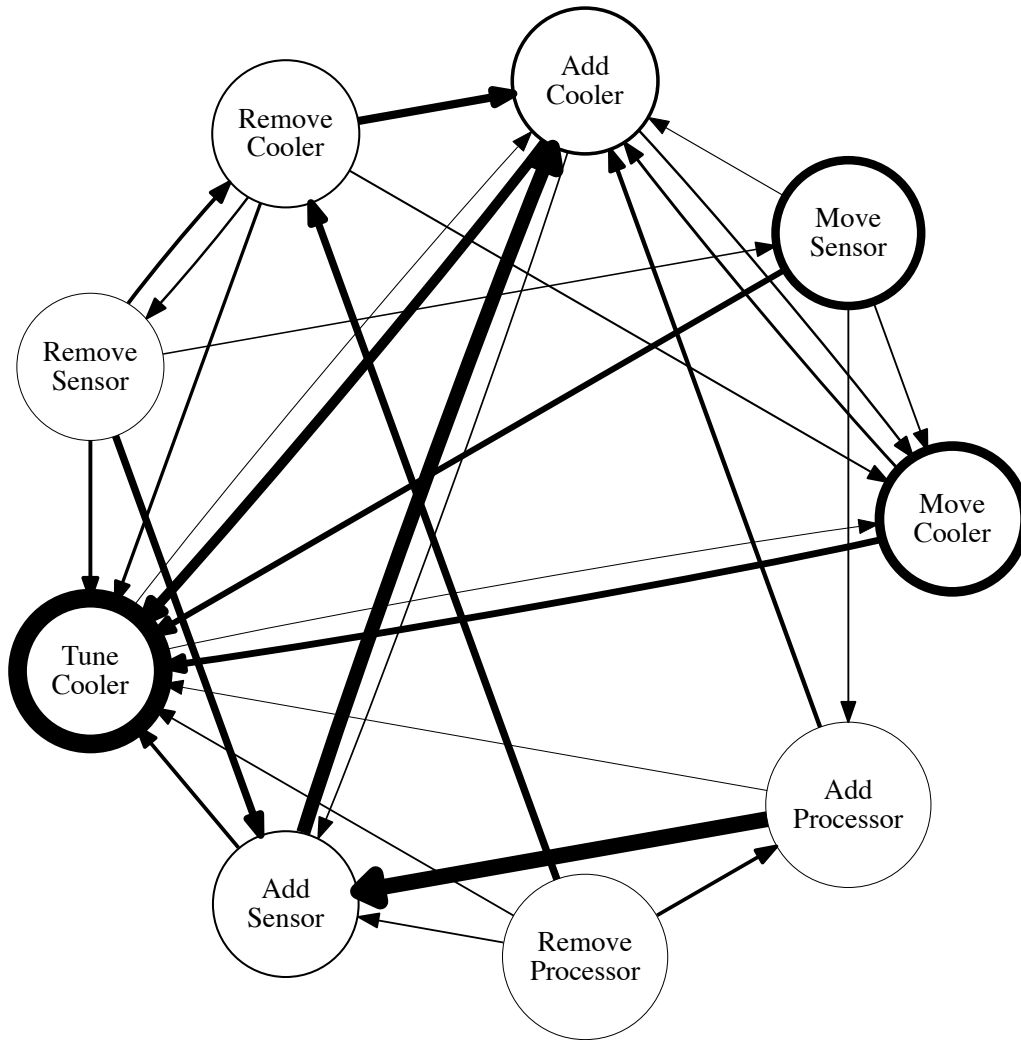 Add
Cooler
Remove
Cooler
Move
Sensor
Remove
Sensor
Move
Cooler
Tune
Cooler
Add
Processor
Add
Sensor
Remove
Processor